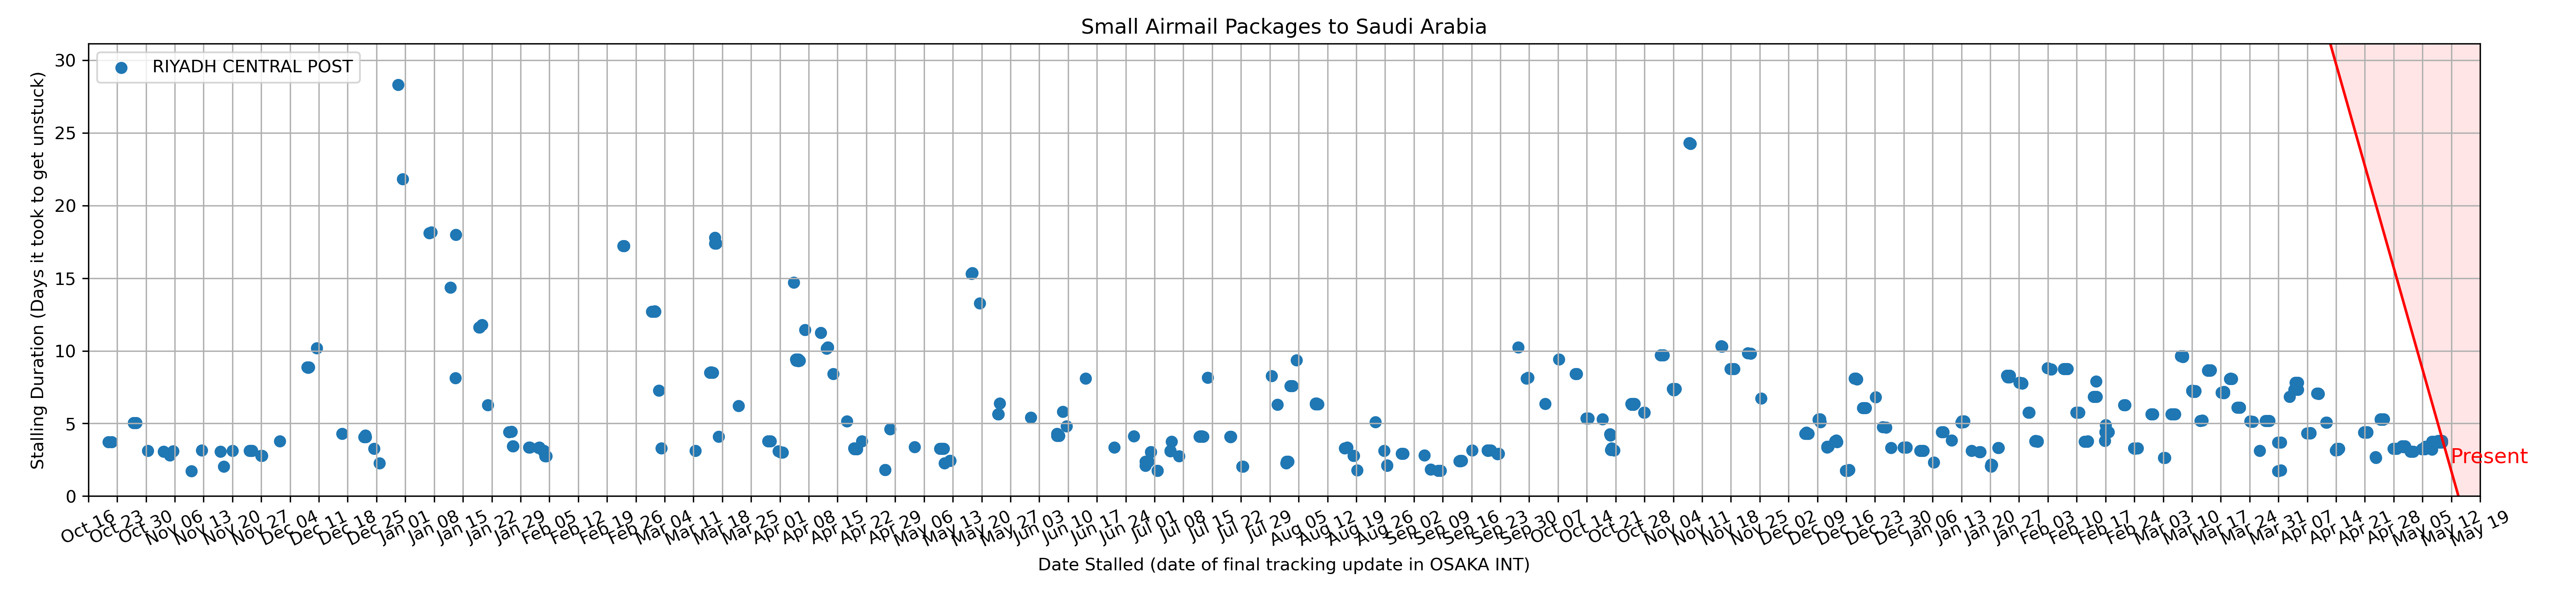 Small Airmail Packages to Saudi Arabia
RIYADH CENTRAL POST
Stalling Duration (Days it took to get unstuck)
30
25
20
15
10
5
0
Present
Oct 16
Oct 23
Oct 30
Nov 06
Nov 13
Nov 20
Nov 27
Dec 04
Dec 11
Dec 18
Dec 25
Jan 01
Jan 08
Jan 15
Jan 22
Jan 29
Feb 05
Feb 12
Feb 19
Feb 26
Mar 04
Mar 11
Mar 18
Mar 25
Apr 01
Apr 08
Apr 15
Apr 22
Apr 29
May 06
May 13
May 20
May 27
Jun 03
Jun 10
Jun 17
Jun 24
Jul 01
Jul 08
Jul 15
Jul 22
Jul 29
Aug 05
Aug 12
Aug 19
Aug 26
Sep 02
Sep 09
Sep 16
Sep 23
Sep 30
Oct 07
Oct 14
Oct 21
Oct 28
Nov 04
Nov 11
Nov 18
Nov 25
Dec 02
Dec 09
Dec 16
Dec 23
Dec 30
Jan 06
Jan 13
Jan 20
Jan 27
Feb 03
Feb 10
Feb 17
Feb 24
Mar 03
Mar 10
Mar 17
Mar 24
Mar 31
Apr 07
Apr 14
Apr 21
Apr 28
May 05
May 12
May 19
Date Stalled (date of final tracking update in OSAKA INT)